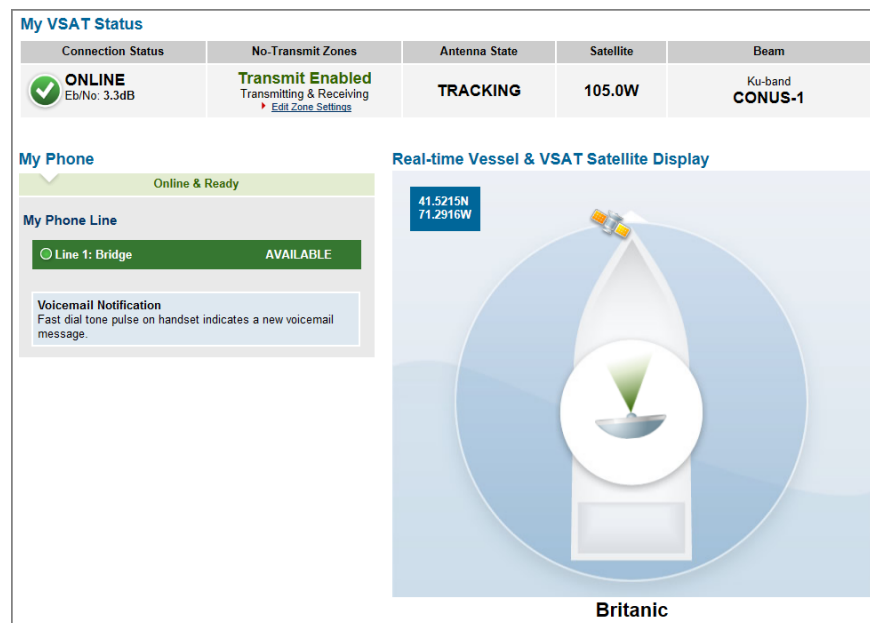 My VSAT Status
Connection Status No-Transmit Zones Antenna State Satellite Beam
ONLINE
Eb/No: 3.3dB
Transmit Enabled
Transmitting & Receiving
Edit Zone Settings
TRACKING
105.0W
Ku-band
CONUS-1
My Phone
Online & Ready
My Phone Line
Line 1: Bridge AVAILABLE
Voicemail Notification
Fast dial tone pulse on handset indicates a new voicemail
message.
Real-time Vessel & VSAT Satellite Display
41.5215N
71.2916W
Britanic